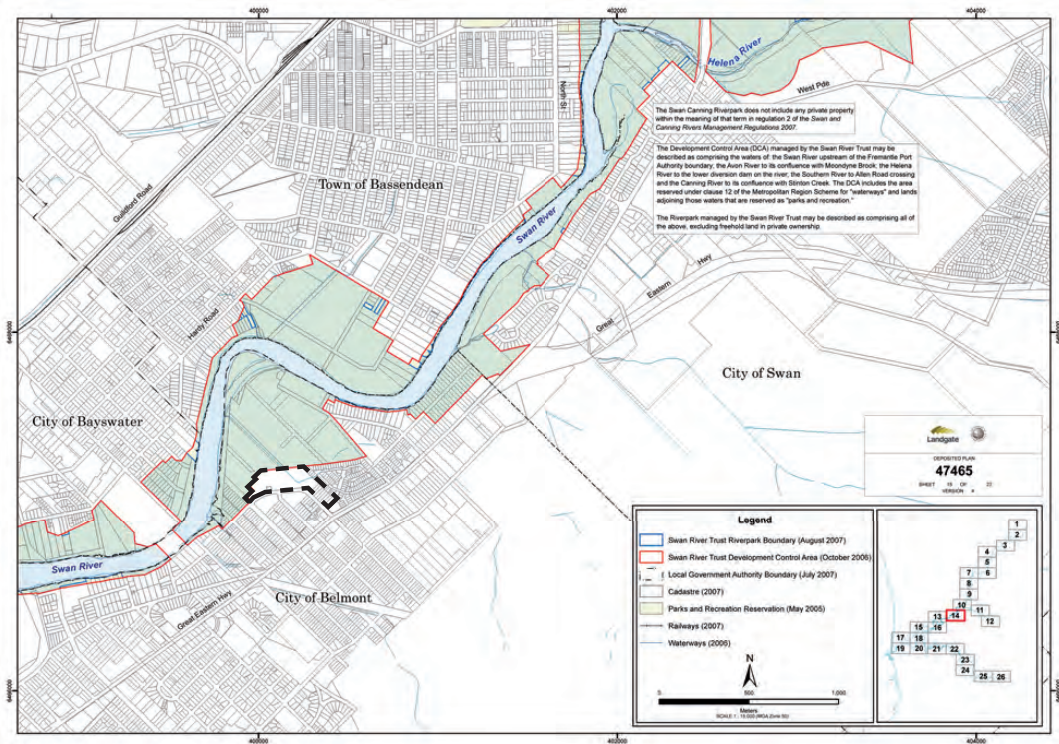 400000
402000
404000
Helena River
West Pde
North St
The Swan Canning Riverpark does not include any private property
within the meaning of that term in regulation 2 of the Swan and
Canning Rivers Management Regulations 2007.
The Development Control Area (DCA) managed by the Swan River Trust may be
described as comprising the waters of: the Swan River upstream of the Fremantle Port
Authority boundary; the Avon River to its confluence with Moondyne Brook; the Helena
River to the lower diversion dam on the river; the Southern River to Allen Road crossing
and the Canning River to its confluence with Stinton Creek. The DCA includes the area
reserved under clause 12 of the Metropolitan Region Scheme for "waterways" and lands
adjoining those waters that are reserved as "parks and recreation."
The Riverpark managed by the Swan River Trust may be described as comprising all of
the above, excluding freehold land in private ownership.
Town of Bassendean
Guildford Road
Swan River
Great Eastern Hwy
Hardy Road
City of Swan
City of Bayswater
Landgate
DEPOSITED PLAN
47465
SHEET OF 22
VERSION
Legend
Swan River Trust Riverpark Boundary (August 2007)
Swan River Trust Development Control Area (October 2006)
Local Government Authority Boundary (July 2007)
Cadastre (2007)
Parks and Recreation Reservation (May 2005)
Railways (2007)
Waterways (2006)
N
0 500 1,000
Meters
1
2
3
4
5
7 6
8
9
10 11
13 14 12
15 16
17 18
19 20 21 22
23
24
25 26
Swan River
City of Belmont
Great Eastern Hwy
400000
402000
404000